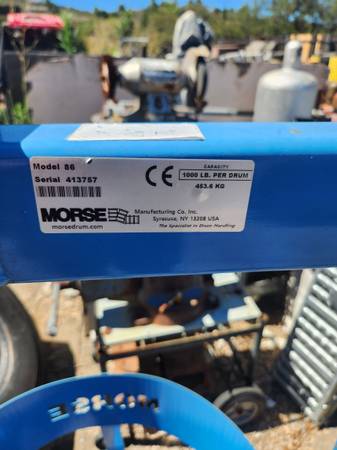 Model 86
Serial 413757
CAPACITY
1000 LB. PER DRUM
453.6 KG
CE
MORSE
Manufacturing Co, Inc.
Syracuse, NY 13208 USA
morsedrum.com
The Specialist in Drum Handling
MORSE